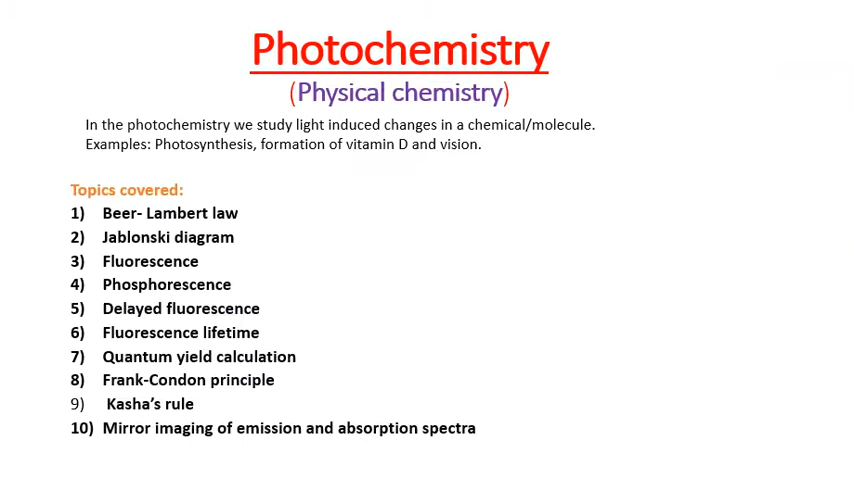 Photochemistry
(Physical chemistry)
In the photochemistry we study light induced changes in a chemical/molecule.
Examples: Photosynthesis, formation of vitamin D and vision.
Topics covered:
1) Beer- Lambert law
2) Jablonski diagram
3) Fluorescence
4) Phosphorescence
5) Delayed fluorescence
6) Fluorescence lifetime
7) Quantum yield calculation
8) Frank-Condon principle
9) Kasha's rule
10) Mirror imaging of emission and absorption spectra